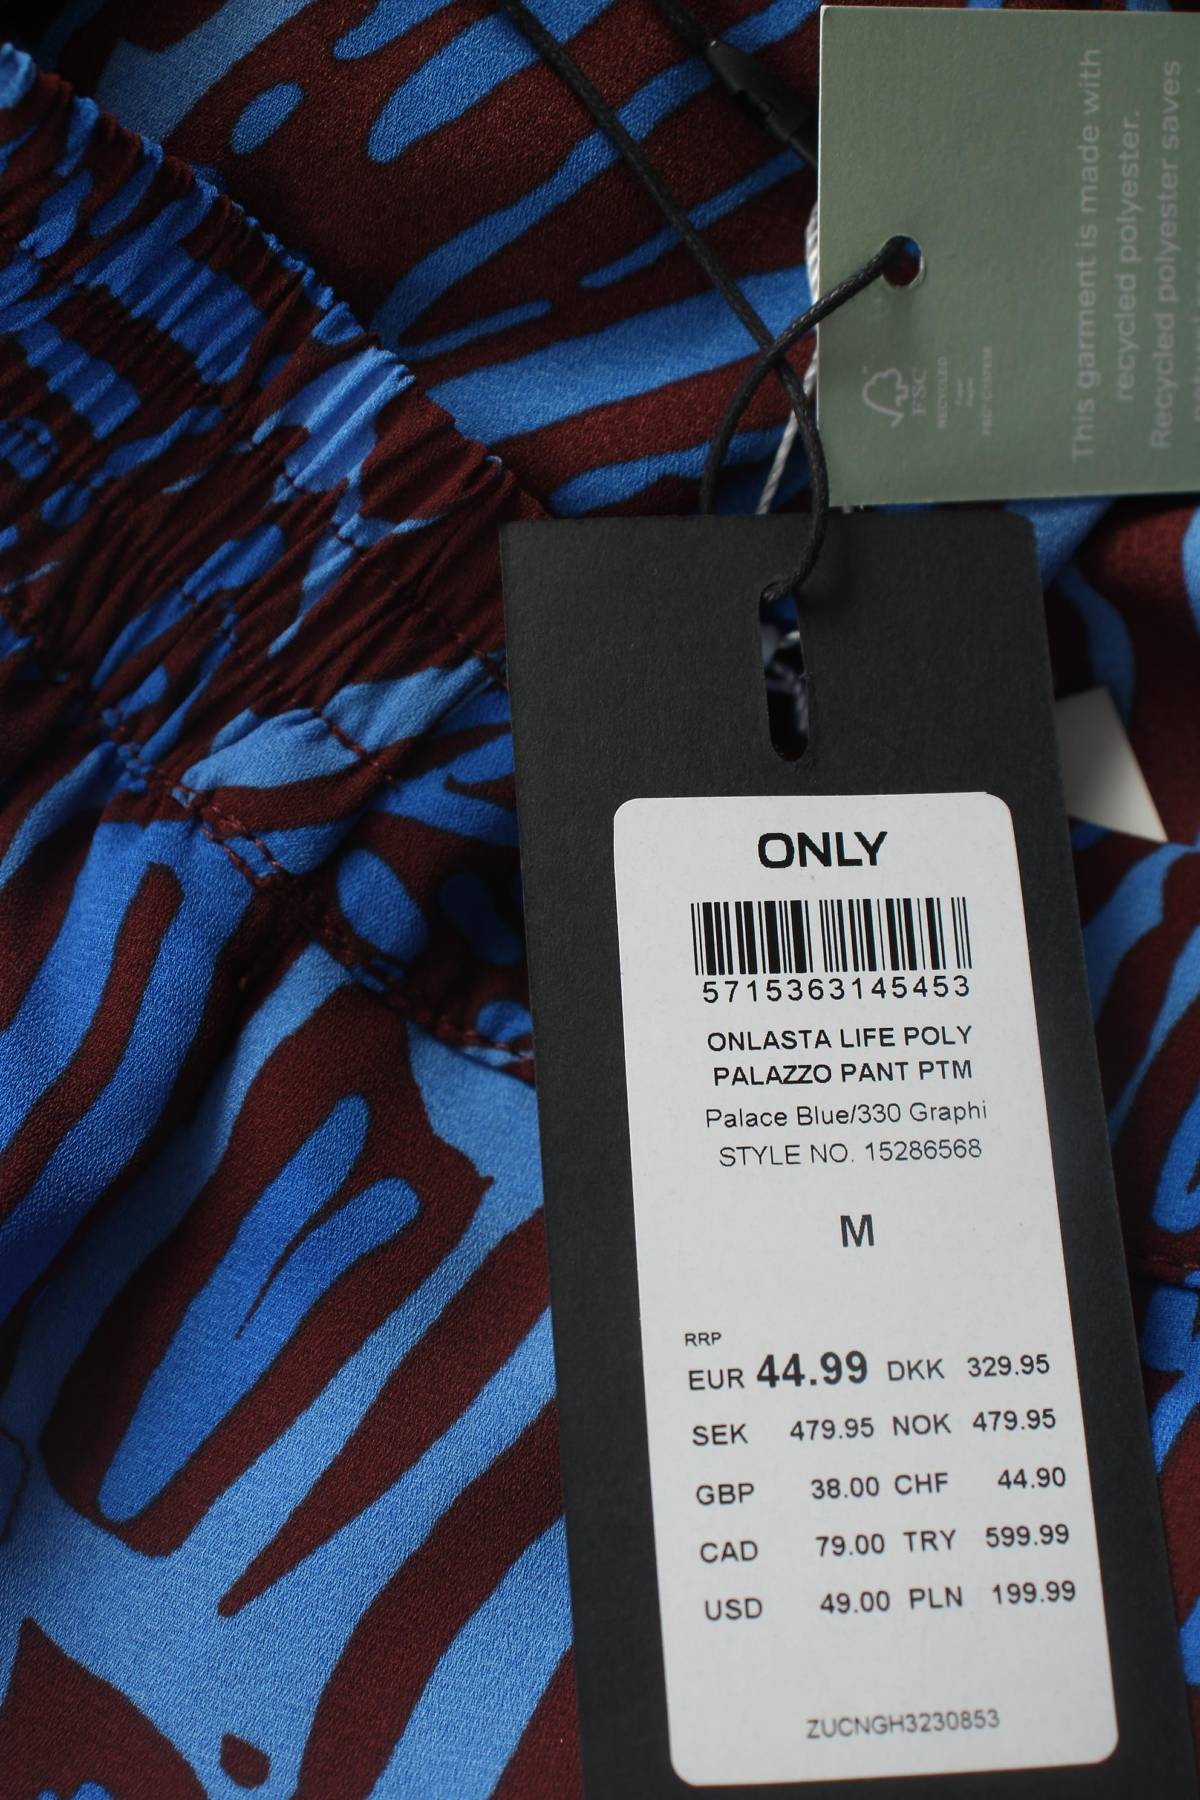 This garment is made with
recycled polyester.
Recycled polyester saves
FSC
RECYCLED
ONLY
5715363145453
ONLASTA LIFE POLY
PALAZZO PANT PTM
Palace Blue/330 Graphi
STYLE NO. 15286568
M
RRP
EUR 44.99 DKK 329.95
SEK 479.95 NOK 479.95
GBP 38.00 CHF 44.90
CAD 79.00 TRY 599.99
USD 49.00 PLN 199.99
ZUCNGH3230853